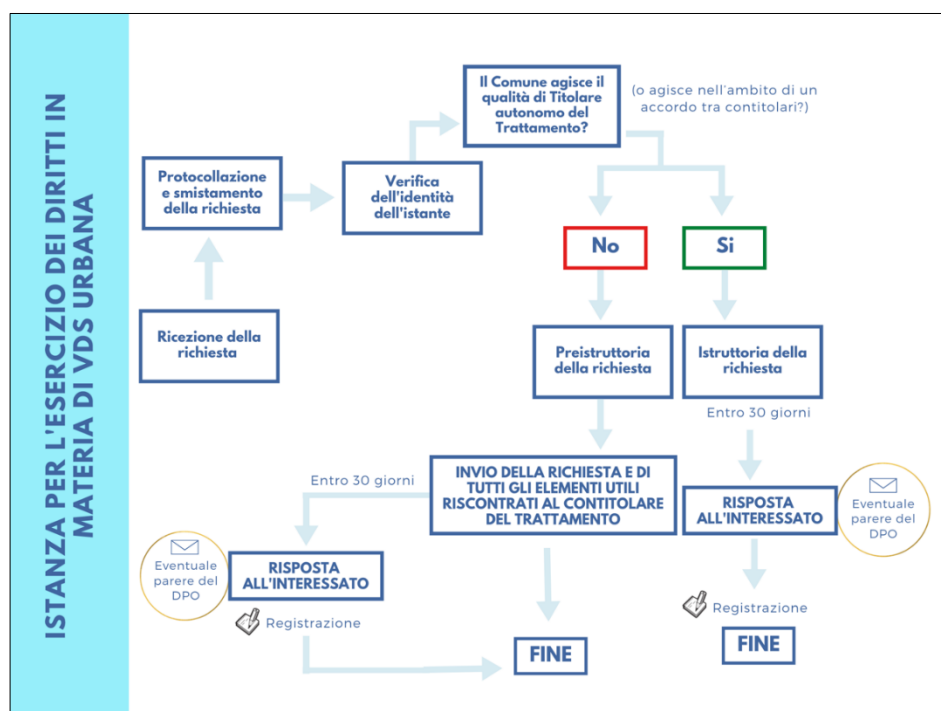 ISTANZA PER L'ESERCIZIO DEI DIRITTI IN
MATERIA DI VDS URBANA
Il Comune agisce il
qualità di Titolare
autonomo del
Trattamento?
(o agisce nell'ambito di un
accordo tra contitolari?)
Protocollazione
e smistamento
della richiesta
Verifica
dell'identità
dell'istante
No
Si
Ricezione della
richiesta
Preistruttoria
della richiesta
Istruttoria della
richiesta
Entro 30 giorni
Entro 30 giorni
INVIO DELLA RICHIESTA E DI
TUTTI GLI ELEMENTI UTILI
RISCONTRATI AL CONTITOLARE
DEL TRATTAMENTO
RISPOSTA
ALL'INTERESSATO
Eventuale
parere del
DPO
Eventuale
parere del
DPO
RISPOSTA
ALL'INTERESSATO
Registrazione
Registrazione
FINE
FINE